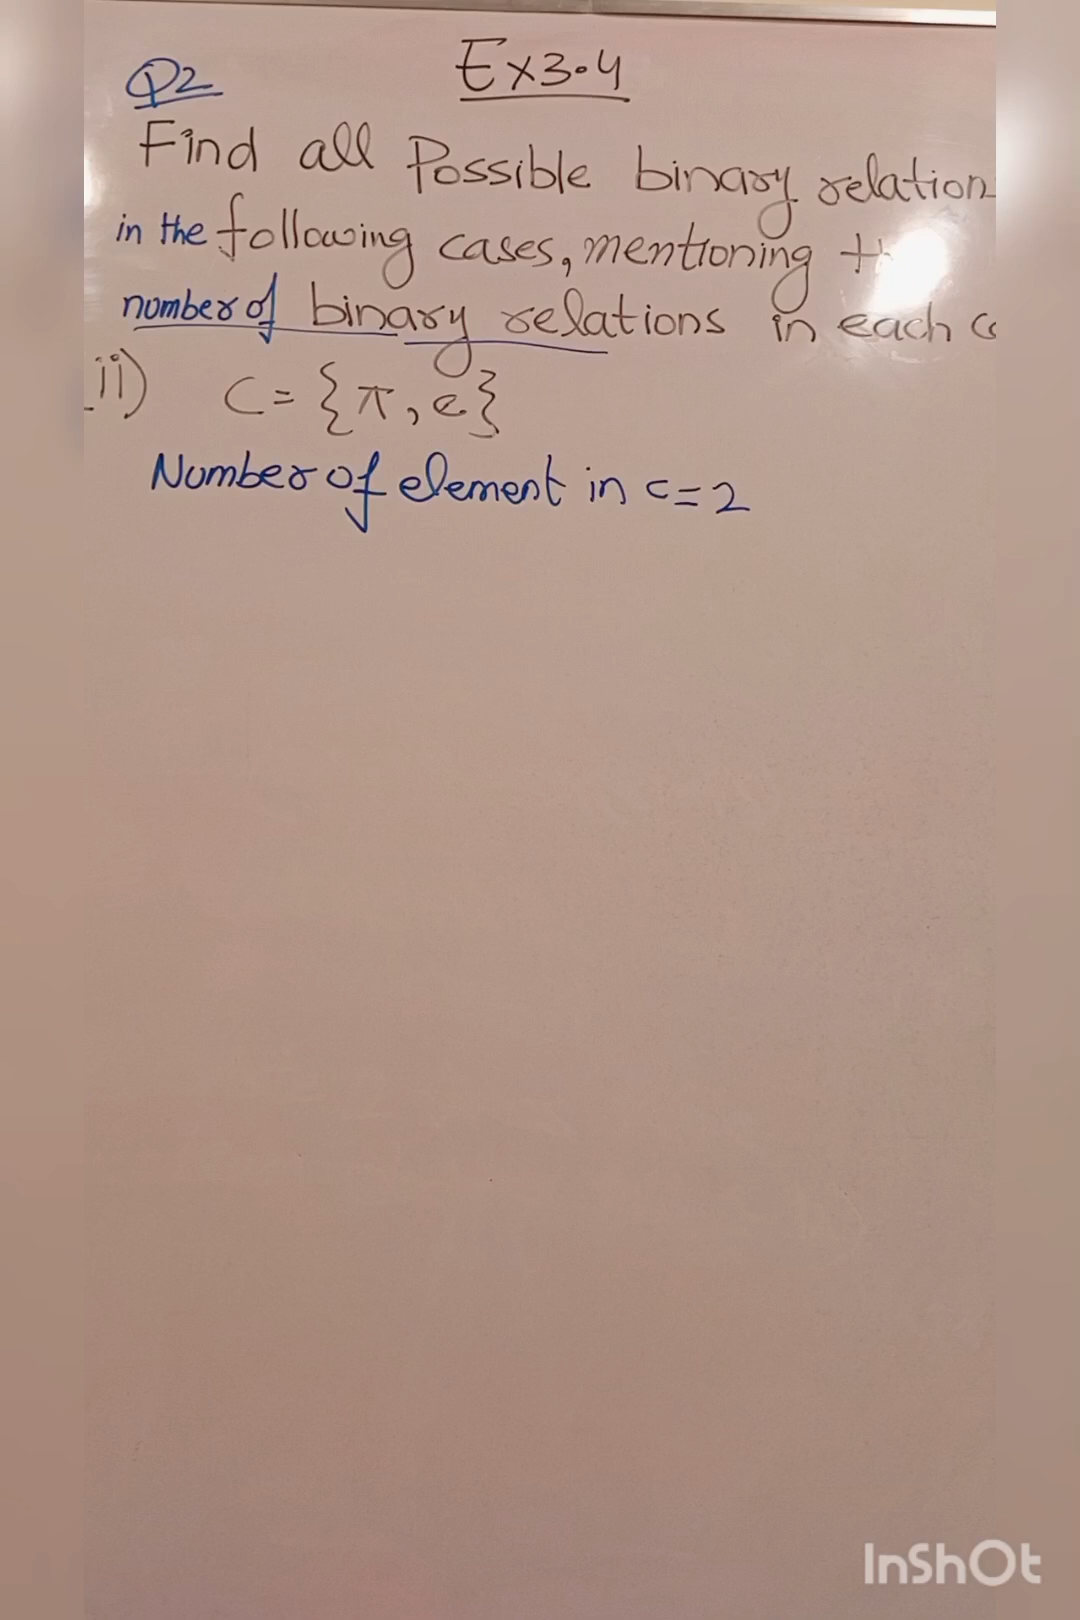 Q2 Ex3.4
Find all Possible binary relation
in the following cases, mentioning
number of binary relations in each
ii) C = {π, e}
Number of element in c = 2
InShOt